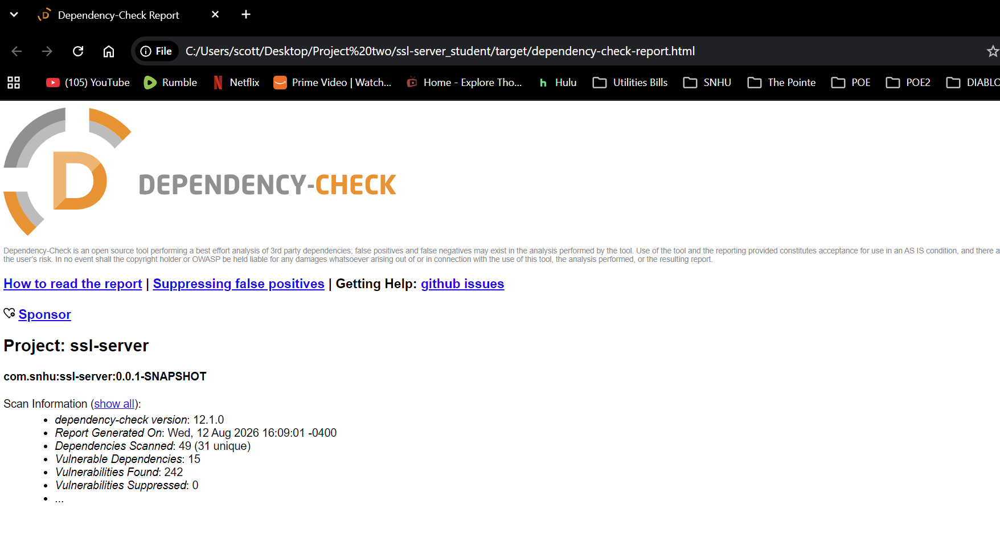 Dependency-Check Report
File C:/Users/scott/Desktop/Project%20two/ssl-server_student/target/dependency-check-report.html
(105) YouTube Rumble Netflix Prime Video | Watch... Home - Explore Tho... h Hulu Utilities Bills SNHU The Pointe POE POE2 DIABLO
D
DEPENDENCY-CHECK
Dependency-Check is an open source tool performing a best effort analysis of 3rd party dependencies; false positives and false negatives may exist in the analysis performed by the tool. Use of the tool and the reporting provided constitutes acceptance for use in an AS IS condition, and there a
the user's risk. In no event shall the copyright holder or OWASP be held liable for any damages whatsoever arising out of or in connection with the use of this tool, the analysis performed, or the resulting report.
How to read the report | Suppressing false positives | Getting Help: github issues
Sponsor
Project: ssl-server
com.snhu:ssl-server:0.0.1-SNAPSHOT
Scan Information (show all):
• dependency-check version: 12.1.0
• Report Generated On: Wed, 12 Aug 2026 16:09:01 -0400
• Dependencies Scanned: 49 (31 unique)
• Vulnerable Dependencies: 15
• Vulnerabilities Found: 242
• Vulnerabilities Suppressed: 0
• ...